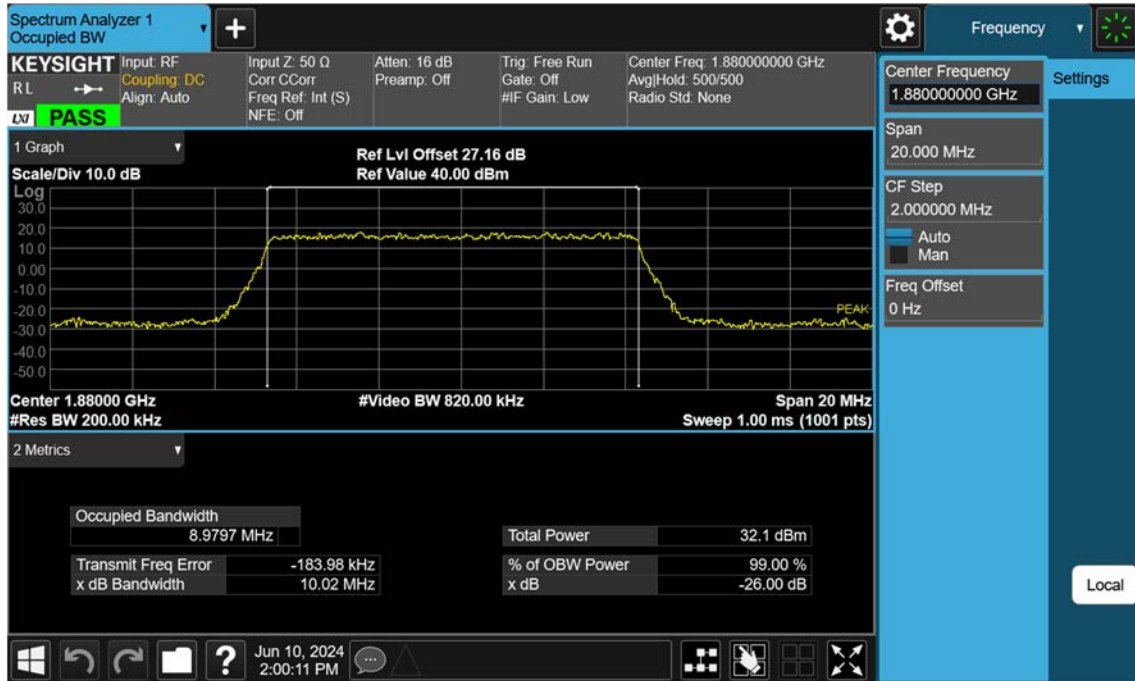 Spectrum Analyzer 1
Occupied BW
+
Frequency
KEYSIGHT
R L
LXI
PASS
Input: RF
Coupling: DC
Align: Auto
Input Z: 50 Ω
Corr CCorr
Freq Ref: Int (S)
NFE: Off
Atten: 16 dB
Preamp: Off
Trig: Free Run
Gate: Off
#IF Gain: Low
Center Freq: 1.880000000 GHz
Avg|Hold: 500/500
Radio Std: None
Center Frequency
1.880000000 GHz
Settings
Span
20.000 MHz
CF Step
2.000000 MHz
Auto
Man
Freq Offset
0 Hz
Local
1 Graph
Scale/Div 10.0 dB
Ref Lvl Offset 27.16 dB
Ref Value 40.00 dBm
Log
30.0
20.0
10.0
0.00
-10.0
-20.0
-30.0
-40.0
-50.0
PEAK
Center 1.88000 GHz
#Video BW 820.00 kHz
Span 20 MHz
#Res BW 200.00 kHz
Sweep 1.00 ms (1001 pts)
2 Metrics
Occupied Bandwidth
8.9797 MHz
Total Power 32.1 dBm
Transmit Freq Error -183.98 kHz
% of OBW Power 99.00 %
x dB Bandwidth 10.02 MHz
x dB -26.00 dB
?
Jun 10, 2024
2:00:11 PM